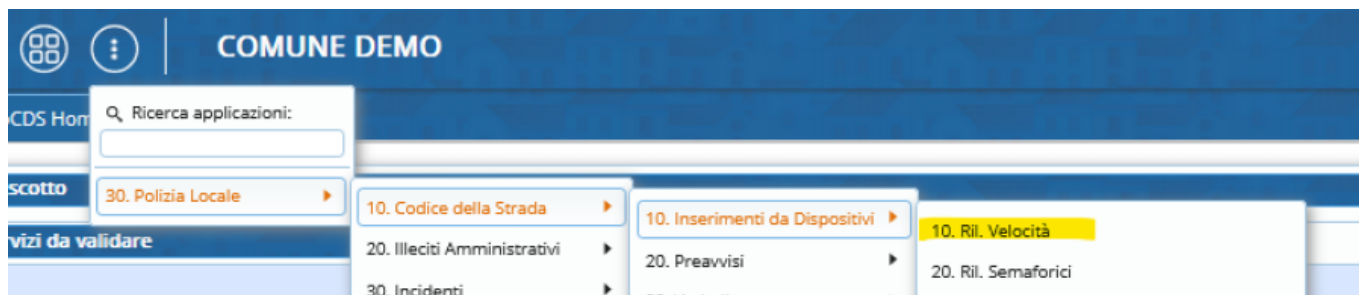 COMUNE DEMO
CDS Hom
Ricerca applicazioni:
scotto
30. Polizia Locale
10. Codice della Strada
10. Inserimenti da Dispositivi
10. Ril. Velocità
rvizi da validare
20. Illeciti Amministrativi
20. Preavvisi
20. Ril. Semaforici
30. Incidenti